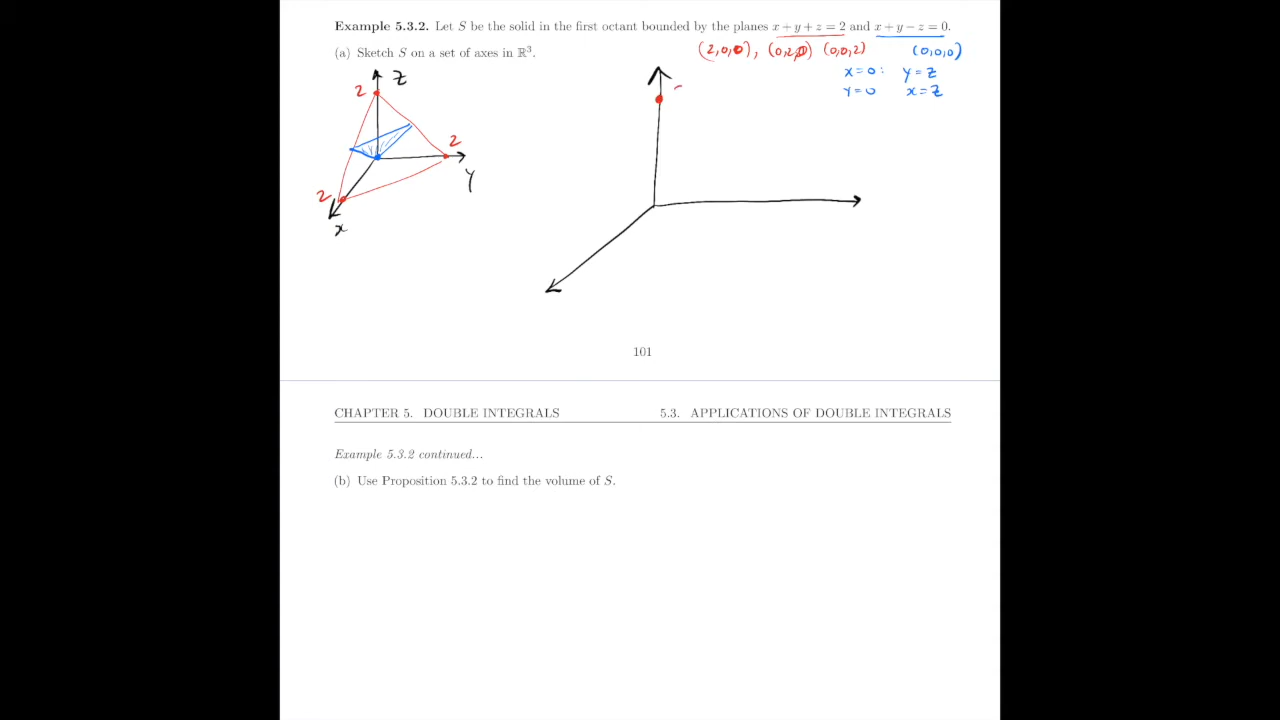 Example 5.3.2. Let S be the solid in the first octant bounded by the planes x + y + z = 2 and x + y − z = 0.
(a) Sketch S on a set of axes in ℝ³.
(2,0,0), (0,2,0) (0,0,2) (0,0,0)
x=0: y=z
y=0 x=z
z
2
2
y
2
x
101
CHAPTER 5. DOUBLE INTEGRALS 5.3. APPLICATIONS OF DOUBLE INTEGRALS
Example 5.3.2 continued...
(b) Use Proposition 5.3.2 to find the volume of S.